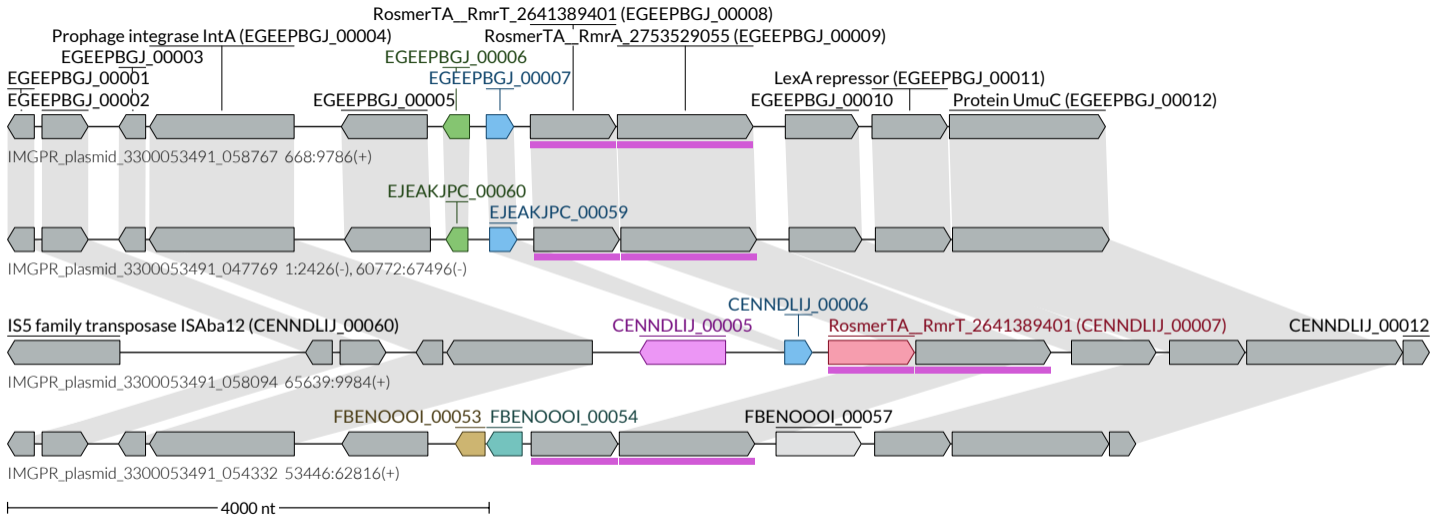 RosmerTA__RmrT_2641389401 (EGEEPBGJ_00008)
Prophage integrase IntA (EGEEPBGJ_00004)
RosmerTA__RmrA_2753529055 (EGEEPBGJ_00009)
EGEEPBGJ_00003
EGEEPBGJ_00006
EGEEPBGJ_00001
EGEEPBGJ_00007
LexA repressor (EGEEPBGJ_00011)
EGEEPBGJ_00002
EGEEPBGJ_00005
EGEEPBGJ_00010
Protein UmuC (EGEEPBGJ_00012)
IMGPR_plasmid_3300053491_058767 668:9786(+)
EJEAKJPC_00060
EJEAKJPC_00059
IMGPR_plasmid_3300053491_047769 1:2426(-), 60772:67496(-)
CENNDLIJ_00006
IS5 family transposase ISAba12 (CENNDLIJ_00060)
CENNDLIJ_00005
RosmerTA__RmrT_2641389401 (CENNDLIJ_00007)
CENNDLIJ_00012
IMGPR_plasmid_3300053491_058094 65639:9984(+)
FBENOOOI_00053
FBENOOOI_00054
FBENOOOI_00057
IMGPR_plasmid_3300053491_054332 53446:62816(+)
4000 nt